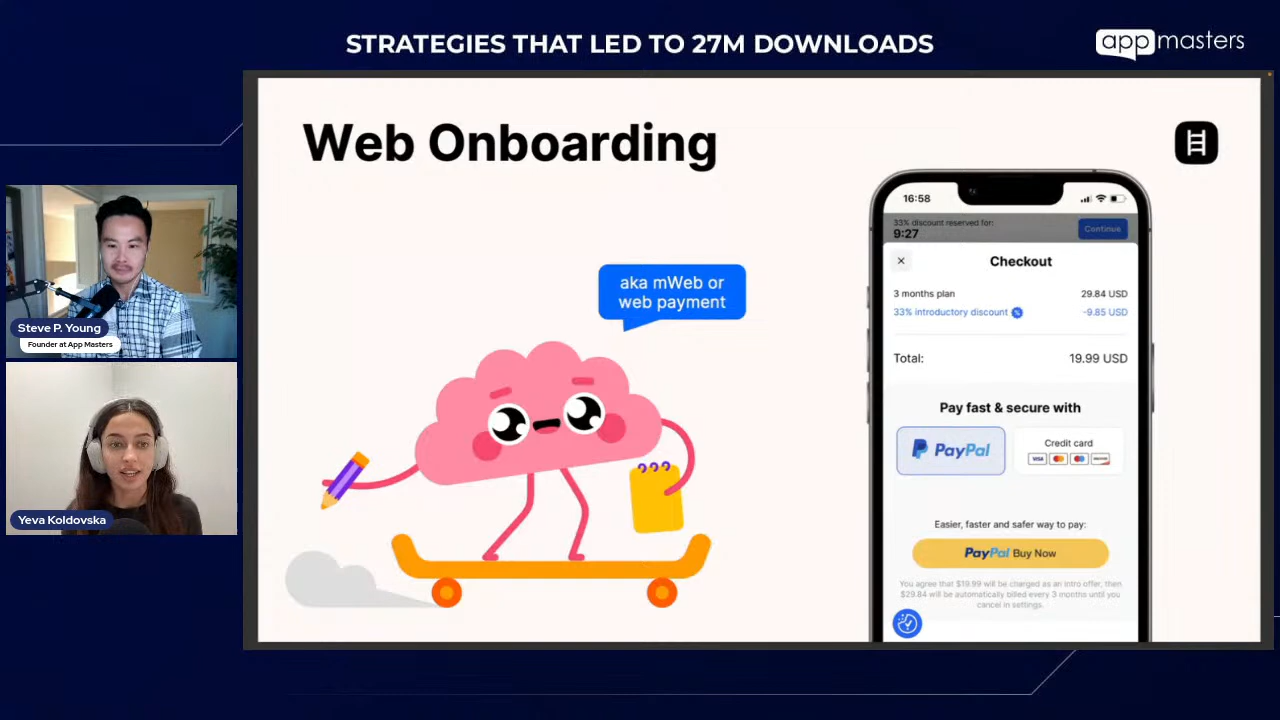 STRATEGIES THAT LED TO 27M DOWNLOADS
app masters
Web Onboarding
aka mWeb or
web payment
16:58
33% discount reserved for:
9:27
Continue
Checkout
3 months plan 29.84 USD
33% introductory discount -9.85 USD
Total: 19.99 USD
Pay fast & secure with
PayPal
Credit card
VISA
Easier, faster and safer way to pay:
PayPal Buy Now
You agree that $19.99 will be charged as an intro offer, then
$29.84 will be automatically billed every 3 months until you
cancel in settings.
Steve P. Young
Founder at App Masters
Yeva Koldovska